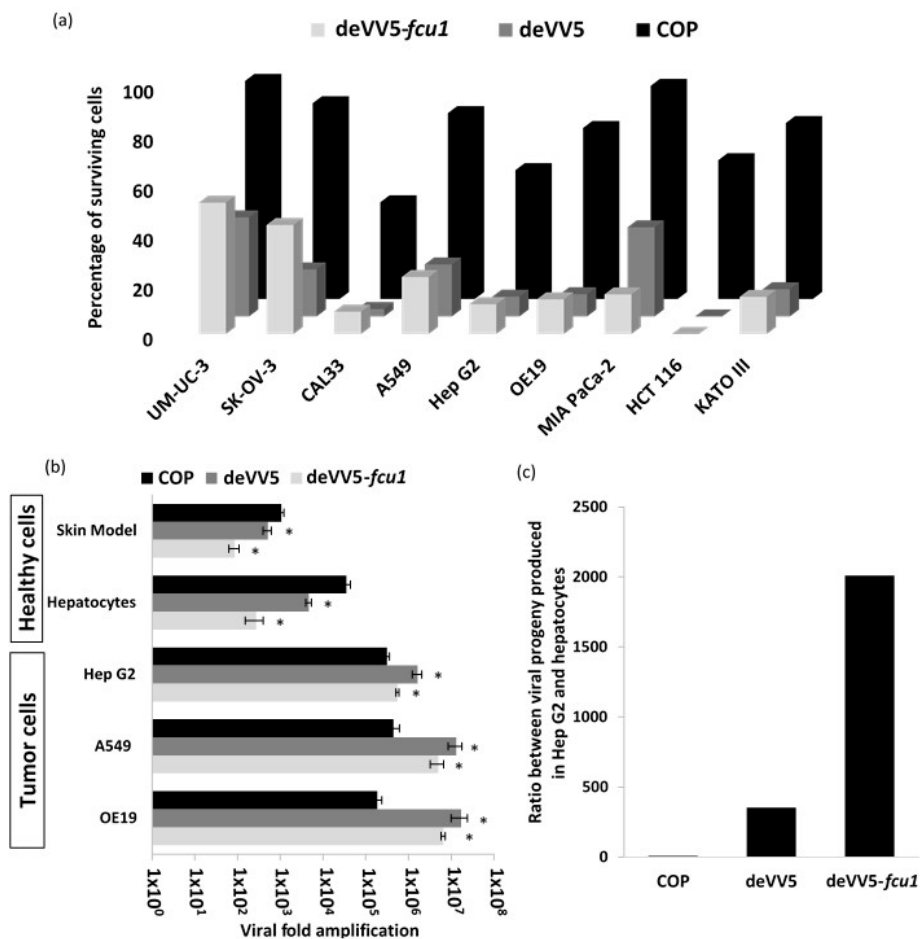 (a)
deVV5-fcu1 deVV5 COP
Percentage of surviving cells
100
80
60
40
20
0
UM-UC-3
SK-OV-3
CAL33
A549
Hep G2
OE19
MIA PaCa-2
HCT 116
KATO III
(b)
COP deVV5 deVV5-fcu1
Healthy cells
Skin Model
*
*
Hepatocytes
*
*
Tumor cells
Hep G2
*
*
A549
*
*
OE19
*
*
1x10⁰
1x10¹
1x10²
1x10³
1x10⁴
1x10⁵
1x10⁶
1x10⁷
1x10⁸
Viral fold amplification
(c)
Ratio between viral progeny produced
in Hep G2 and hepatocytes
2500
2000
1500
1000
500
0
COP deVV5 deVV5-fcu1